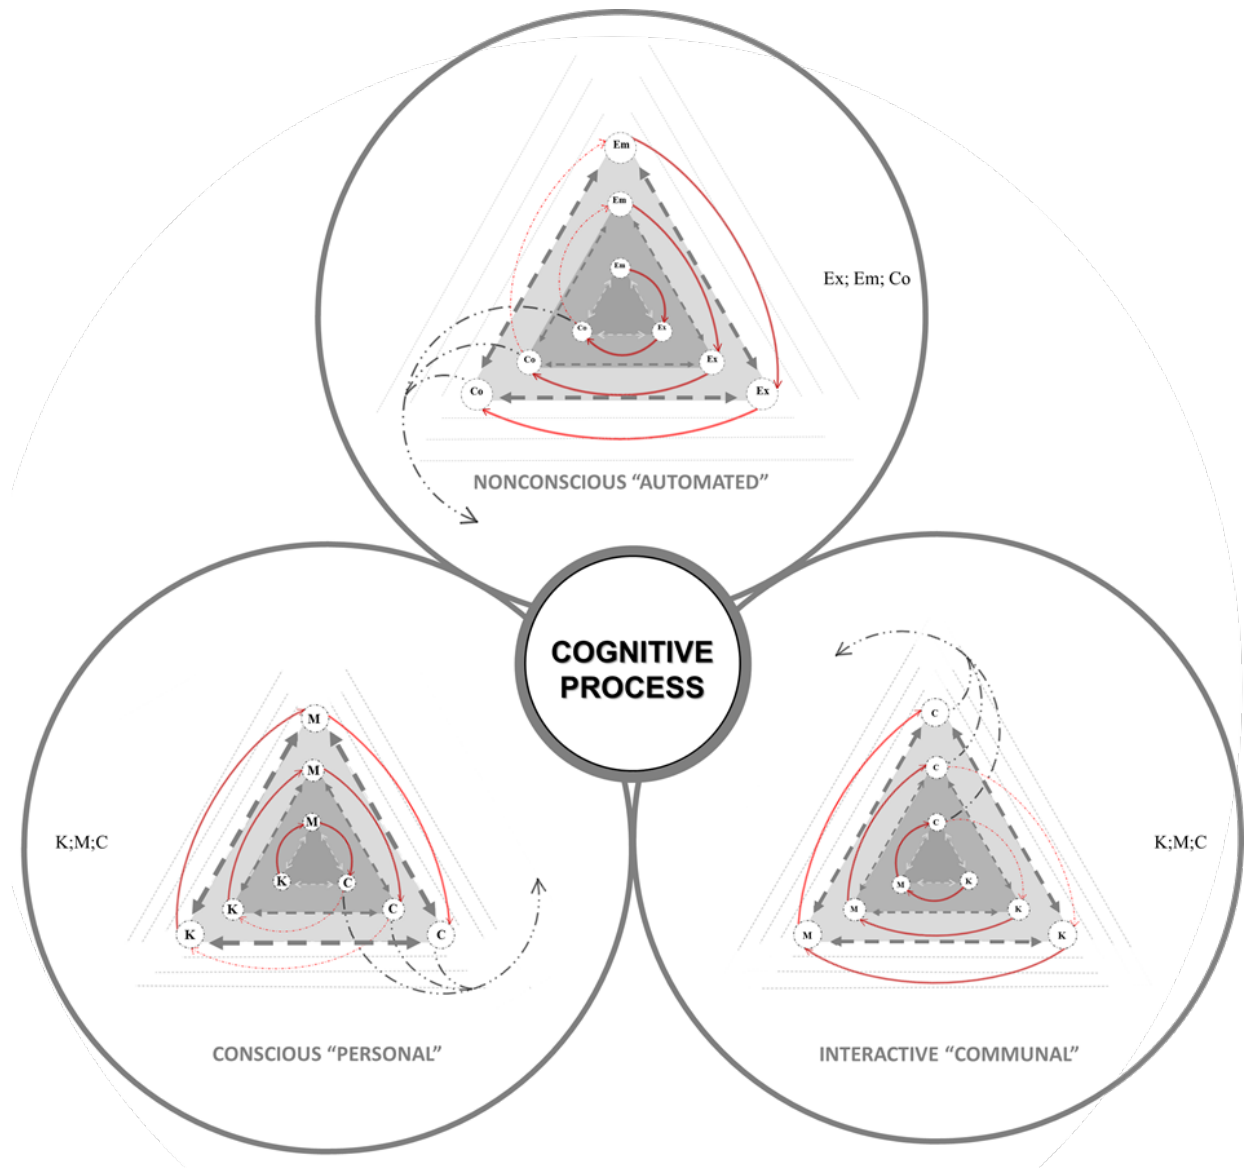 Em
Em
Ex; Em; Co
Em
Co
Ex
Co
Ex
Co
Ex
NONCONSCIOUS “AUTOMATED”
COGNITIVE
PROCESS
M
M
M
K;M;C
K
C
K
C
K
C
CONSCIOUS “PERSONAL”
C
C
C
K;M;C
M
K
M
K
M
K
INTERACTIVE “COMMUNAL”